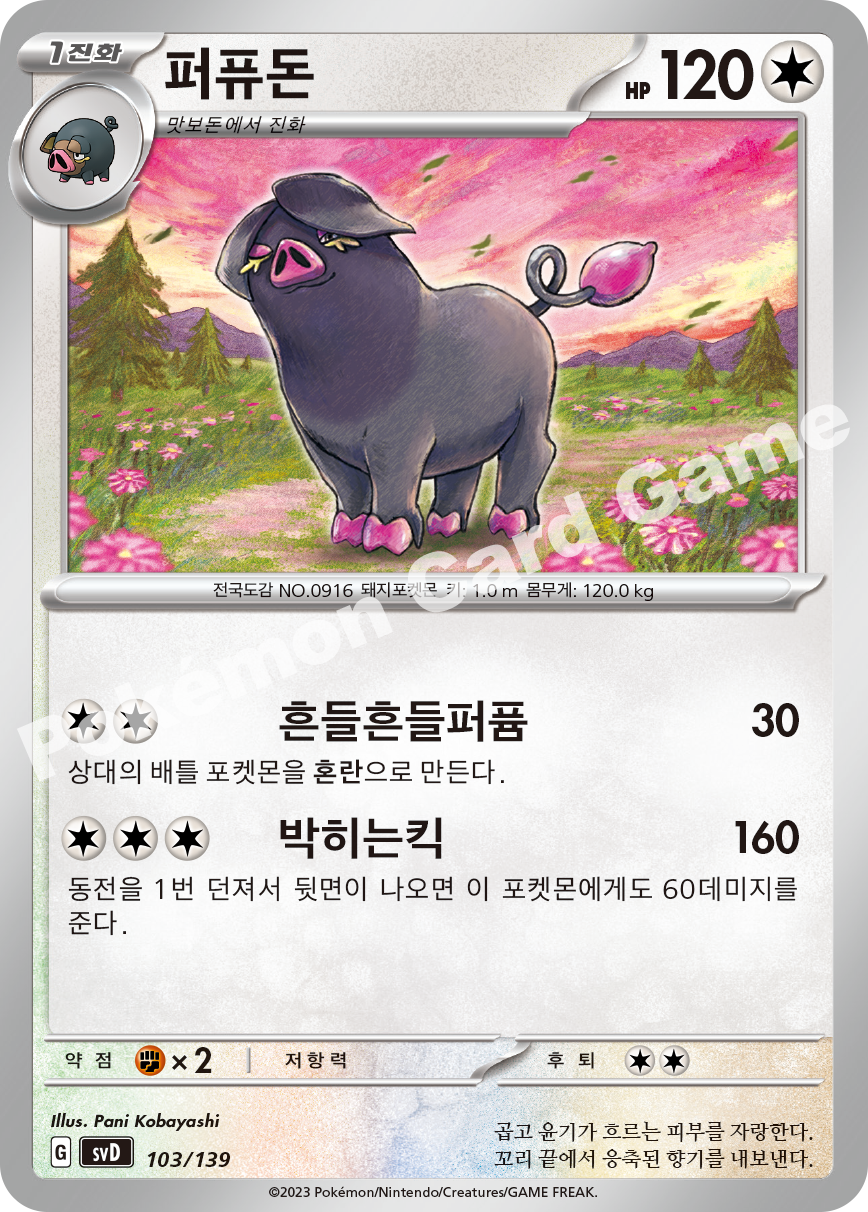 1진화
퍼퓨돈
HP 120
맛보돈에서 진화
전국도감 NO.0916 돼지포켓몬 키: 1.0 m 몸무게: 120.0 kg
Pokémon Card Game
흔들흔들퍼퓸 30
상대의 배틀 포켓몬을 혼란으로 만든다.
박히는킥 160
동전을 1번 던져서 뒷면이 나오면 이 포켓몬에게도 60데미지를
준다.
약점 ×2 저항력 후퇴
Illus. Pani Kobayashi
G svD 103/139
곱고 윤기가 흐르는 피부를 자랑한다.
꼬리 끝에서 응축된 향기를 내보낸다.
©2023 Pokémon/Nintendo/Creatures/GAME FREAK.